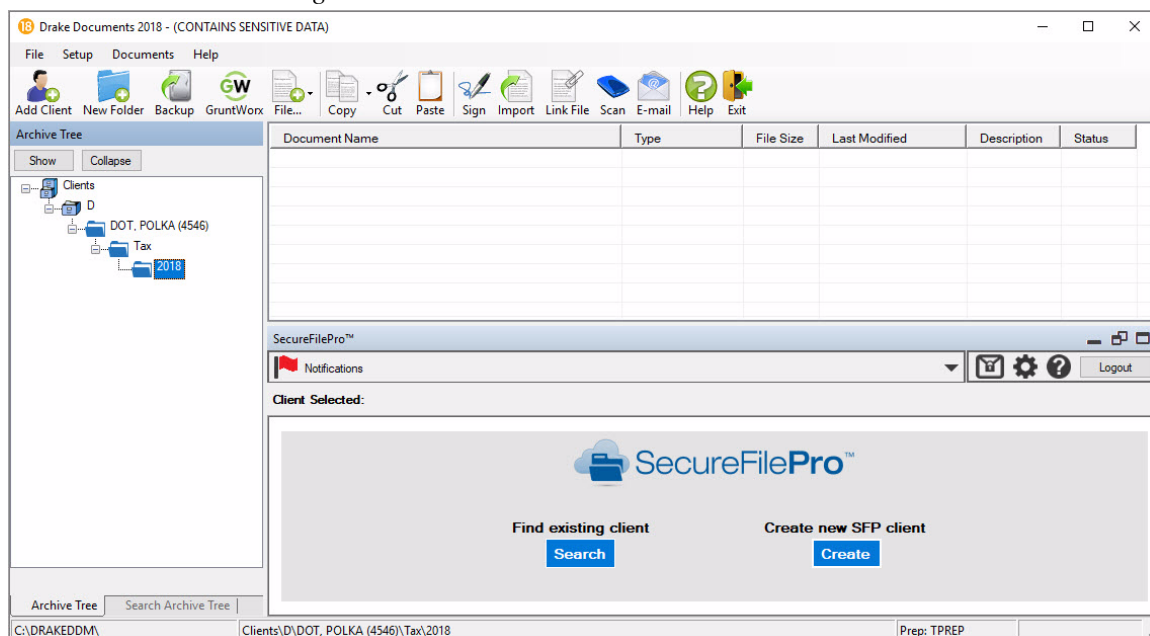 Drake Documents 2018 - (CONTAINS SENSITIVE DATA)
File Setup Documents Help
Add Client New Folder Backup GruntWorx File... Copy Cut Paste Sign Import Link File Scan E-mail Help Exit
Archive Tree
Show Collapse
Clients
D
DOT, POLKA (4546)
Tax
2018
Document Name Type File Size Last Modified Description Status
SecureFilePro™
Notifications
Logout
Client Selected:
SecureFilePro™
Find existing client Create new SFP client
Search Create
Archive Tree Search Archive Tree
C:\DRAKEDDM\ Clients\D\DOT, POLKA (4546)\Tax\2018 Prep: TPREP